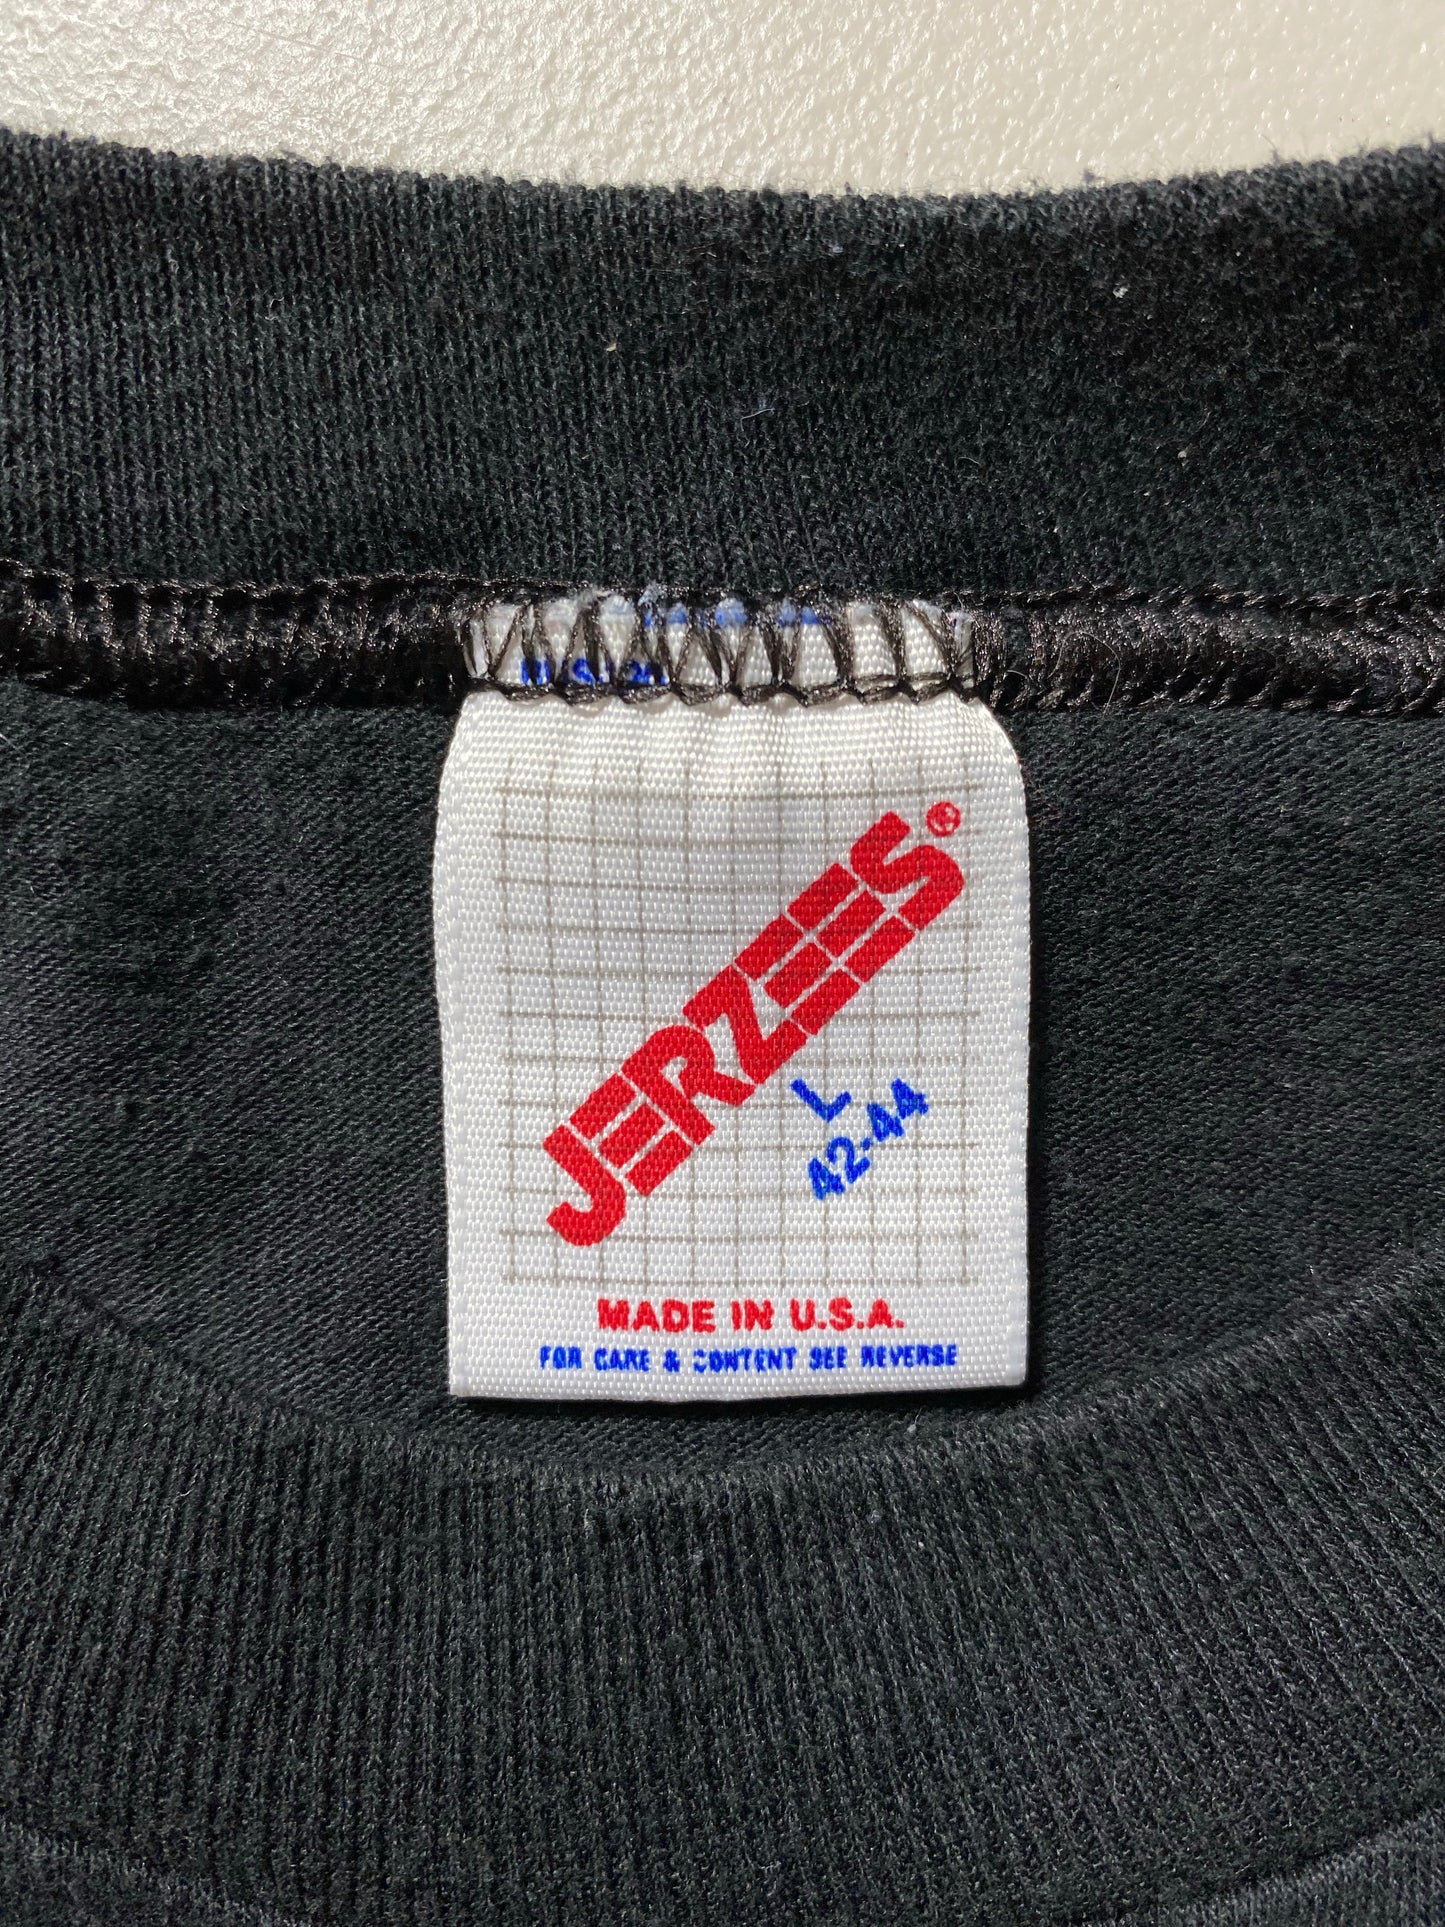 JERZEES®
L
42-44
MADE IN U.S.A.
FOR CARE & CONTENT SEE REVERSE